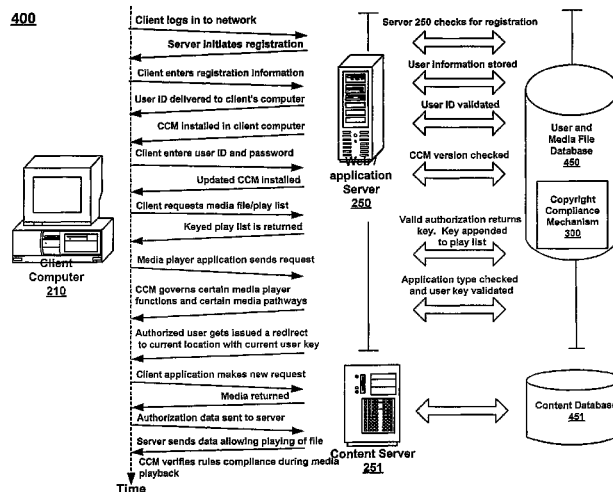 400
Client logs in to network
Server initiates registration
Client enters registration information
User ID delivered to client's computer
CCM installed in client computer
Client enters user ID and password
Updated CCM installed
Client requests media file/play list
Keyed play list is returned
Media player application sends request
CCM governs certain media player
functions and certain media pathways
Authorized user gets issued a redirect
to current location with current user key
Client application makes new request
Media returned
Authorization data sent to server
Server sends data allowing playing of file
CCM verifies rules compliance during media
playback
Time
Client
Computer
210
Web/
application
Server
250
Content Server
251
Server 250 checks for registration
User information stored
User ID validated
CCM version checked
Valid authorization returns
key. Key appended
to play list
Application type checked
and user key validated
User and
Media File
Database
450
Copyright
Compliance
Mechanism
300
Content Database
451